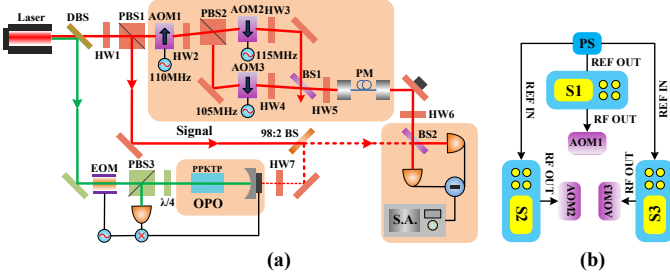 Laser
DBS
PBS1
AOM1
PBS2
AOM2
HW3
HW1
HW2
110MHz
115MHz
AOM3
105MHz
HW4
BS1
HW5
PM
HW6
Signal
98:2 BS
BS2
EOM
PBS3
λ/4
PPKTP
OPO
HW7
S.A.
(a)
PS
REF OUT
REF IN
REF IN
S1
RF OUT
AOM1
S2
RF OUT
AOM2
AOM3
RF OUT
S3
(b)